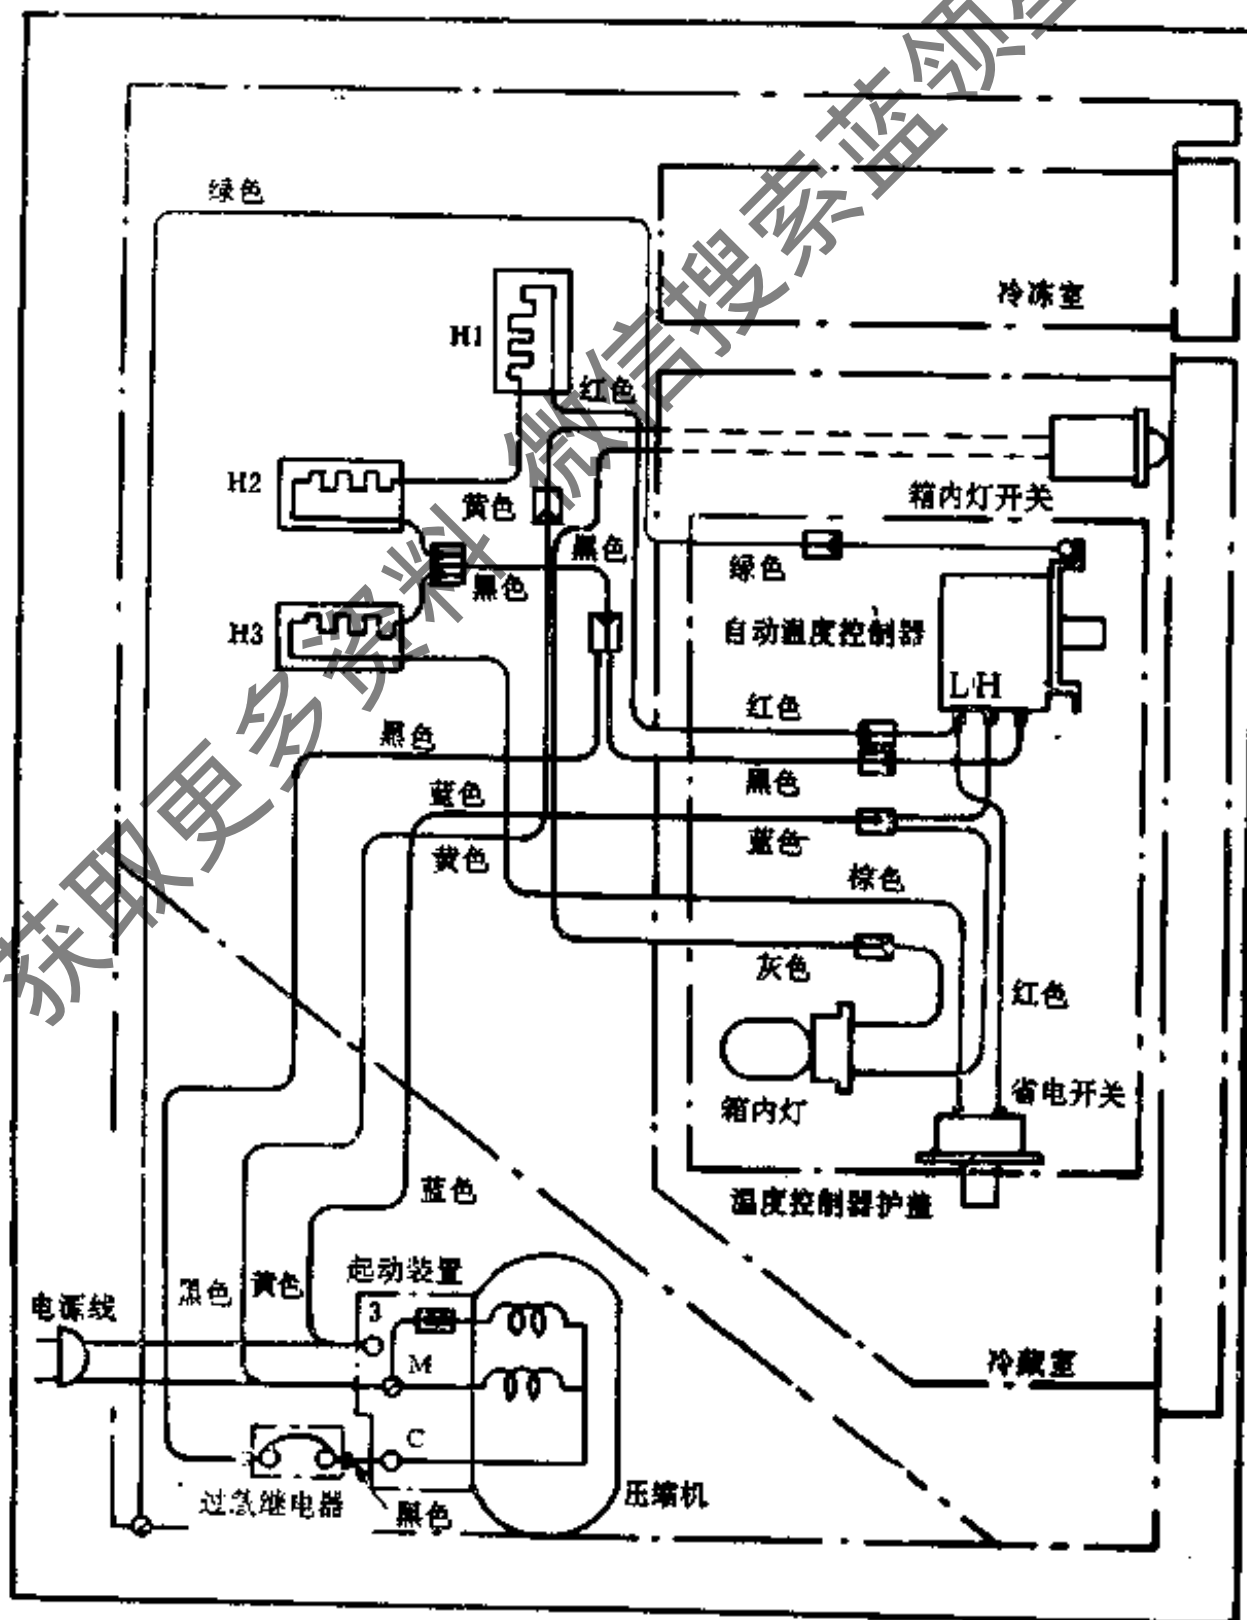 获取更多资料 微信搜索蓝领星
绿色
冷冻室
H1
红色
H2
黄色
箱内灯开关
黑色
绿色
黑色
H3
自动温度控制器
L H
红色
黑色
黑色
蓝色
蓝色
黄色
棕色
灰色
红色
箱内灯
省电开关
蓝色
温度控制器护盖
起动装置
黑色
黄色
电源线
3
M
冷藏室
C
过热继电器
黑色
压缩机